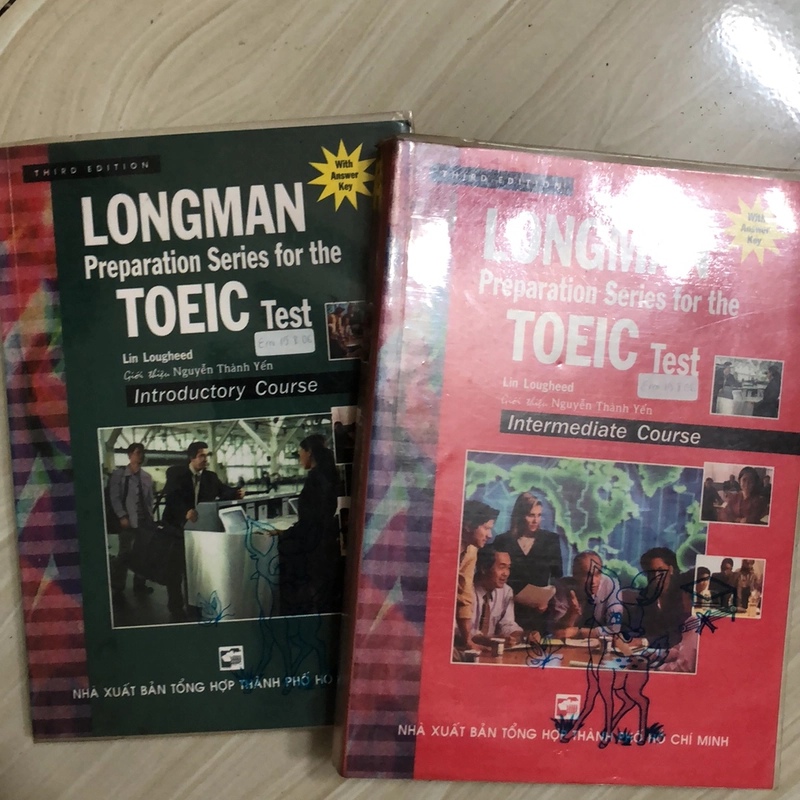 THIRD EDITION
With
Answer
Key
LONGMAN
Preparation Series for the
TOEIC Test
Lin Lougheed
Giới thiệu Nguyễn Thành Yến
Introductory Course
NHÀ XUẤT BẢN TỔNG HỢP THÀNH PHỐ HỒ
THIRD EDITION
With
Answer
Key
LONGMAN
Preparation Series for the
TOEIC Test
Lin Lougheed
Giới thiệu Nguyễn Thành Yến
Intermediate Course
NHÀ XUẤT BẢN TỔNG HỢP THÀNH PHỐ HỒ CHÍ MINH